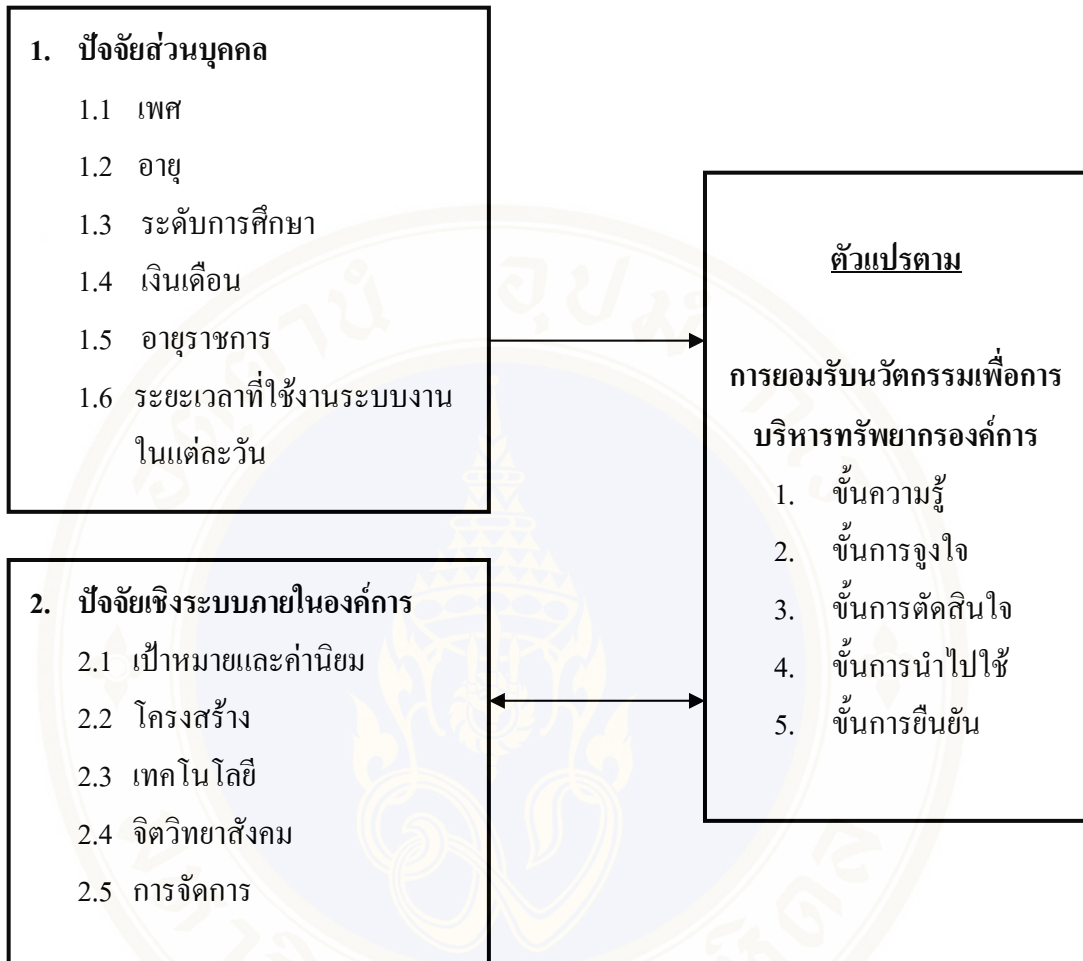 1. ปัจจัยส่วนบุคคล
1.1 เพศ
1.2 อายุ
1.3 ระดับการศึกษา
1.4 เงินเดือน
1.5 อายุราชการ
1.6 ระยะเวลาที่ใช้งานระบบงาน
ในแต่ละวัน
2. ปัจจัยเชิงระบบภายในองค์การ
2.1 เป้าหมายและค่านิยม
2.2 โครงสร้าง
2.3 เทคโนโลยี
2.4 จิตวิทยาสังคม
2.5 การจัดการ
ตัวแปรตาม
การยอมรับนวัตกรรมเพื่อการ
บริหารทรัพยากรองค์การ
1. ขั้นความรู้
2. ขั้นการจูงใจ
3. ขั้นการตัดสินใจ
4. ขั้นการนำไปใช้
5. ขั้นการยืนยัน